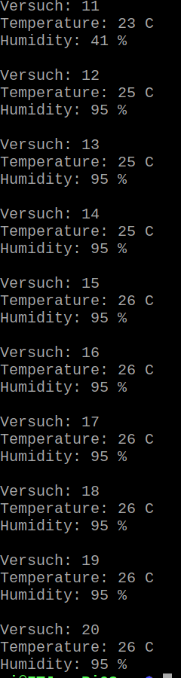 Versuch: 11
Temperature: 23 C
Humidity: 41 %
Versuch: 12
Temperature: 25 C
Humidity: 95 %
Versuch: 13
Temperature: 25 C
Humidity: 95 %
Versuch: 14
Temperature: 25 C
Humidity: 95 %
Versuch: 15
Temperature: 26 C
Humidity: 95 %
Versuch: 16
Temperature: 26 C
Humidity: 95 %
Versuch: 17
Temperature: 26 C
Humidity: 95 %
Versuch: 18
Temperature: 26 C
Humidity: 95 %
Versuch: 19
Temperature: 26 C
Humidity: 95 %
Versuch: 20
Temperature: 26 C
Humidity: 95 %